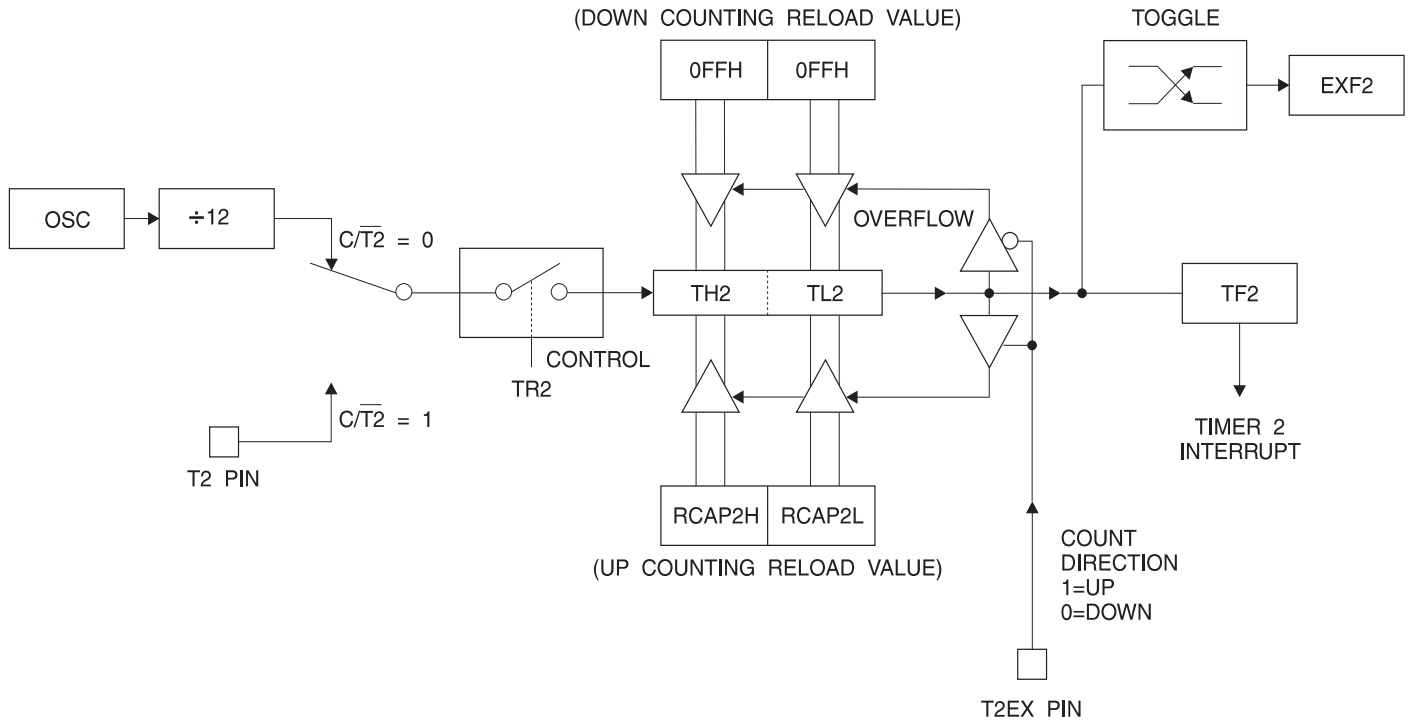 (DOWN COUNTING RELOAD VALUE)
TOGGLE
0FFH
0FFH
EXF2
OSC
÷12
C/T2̅ = 0
OVERFLOW
TH2
TL2
TF2
CONTROL
TR2
C/T2̅ = 1
T2 PIN
TIMER 2
INTERRUPT
RCAP2H
RCAP2L
(UP COUNTING RELOAD VALUE)
COUNT
DIRECTION
1=UP
0=DOWN
T2EX PIN